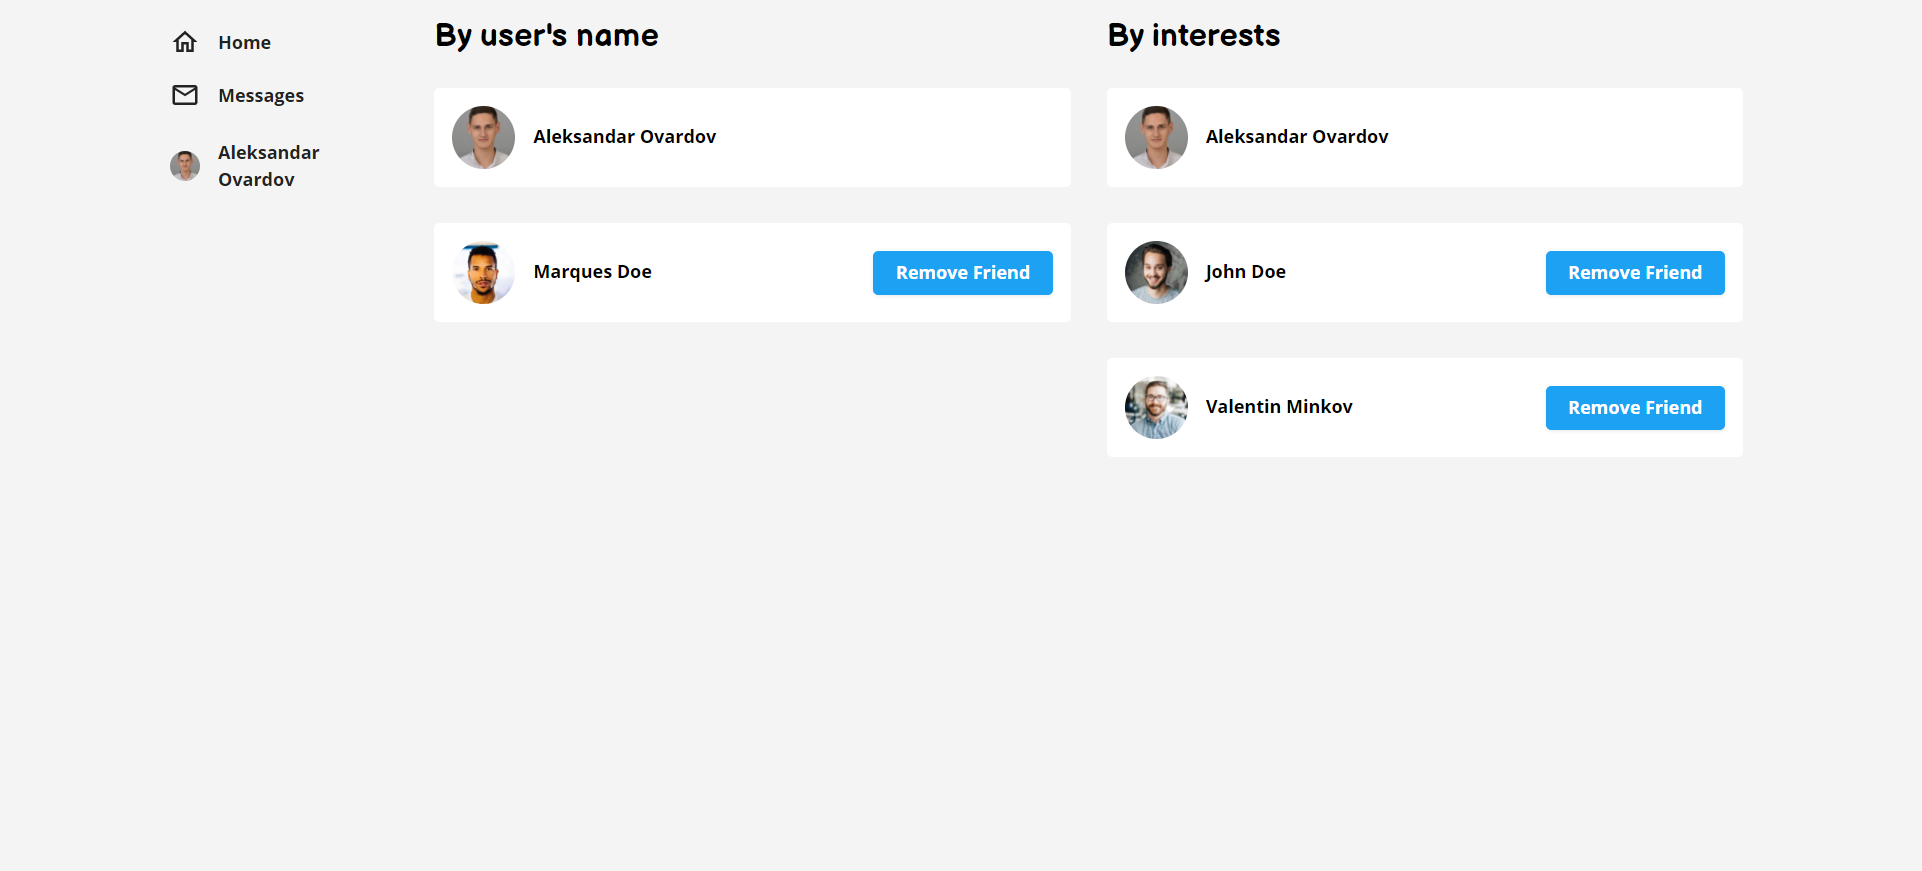 Home
Messages
Aleksandar
Ovardov
By user's name
Aleksandar Ovardov
Marques Doe
Remove Friend
By interests
Aleksandar Ovardov
John Doe
Remove Friend
Valentin Minkov
Remove Friend